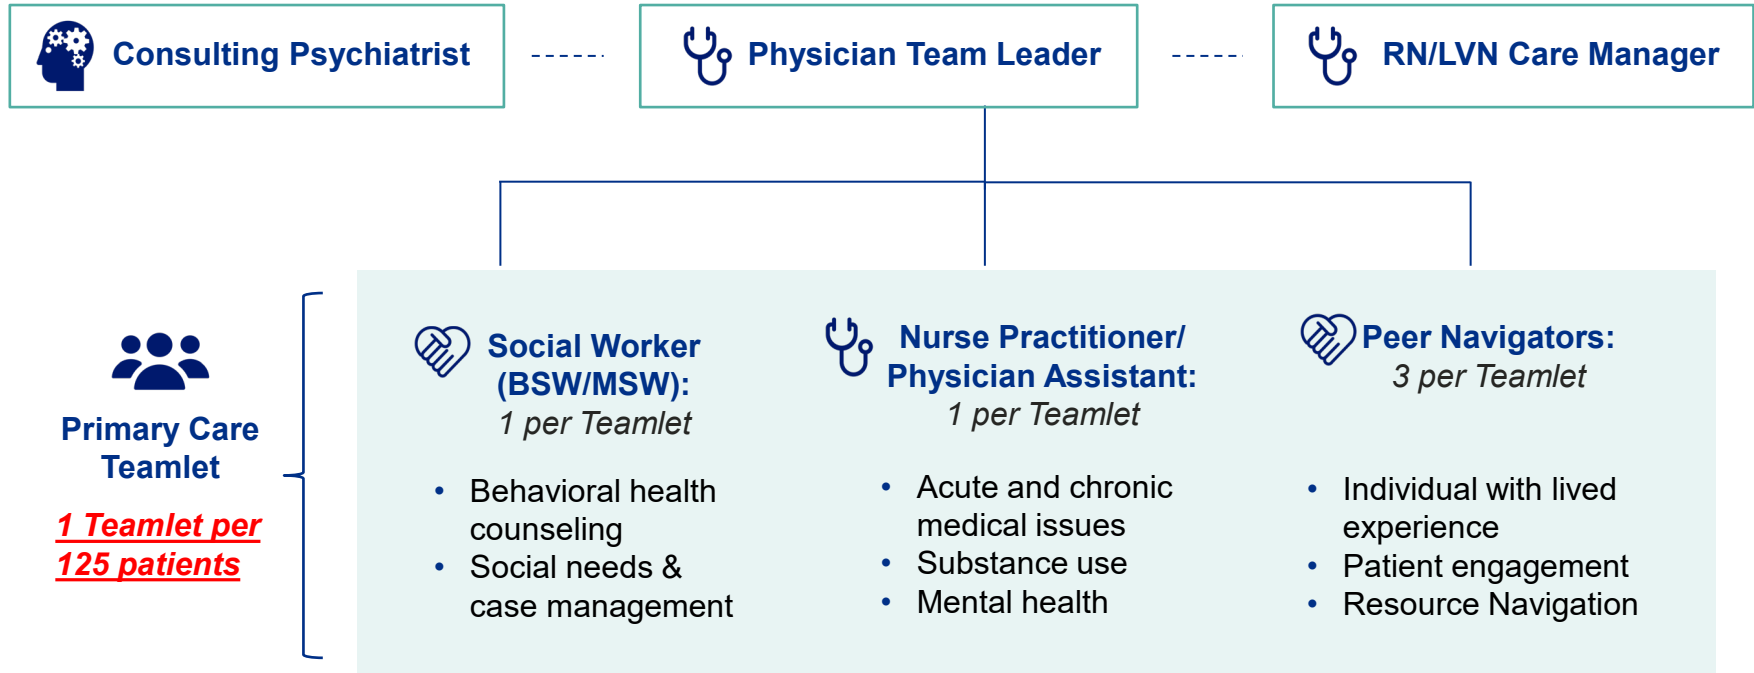 Consulting Psychiatrist
Physician Team Leader
RN/LVN Care Manager
Primary Care
Teamlet
1 Teamlet per
125 patients
Social Worker
(BSW/MSW):
1 per Teamlet
• Behavioral health
counseling
• Social needs &
case management
Nurse Practitioner/
Physician Assistant:
1 per Teamlet
• Acute and chronic
medical issues
• Substance use
• Mental health
Peer Navigators:
3 per Teamlet
• Individual with lived
experience
• Patient engagement
• Resource Navigation